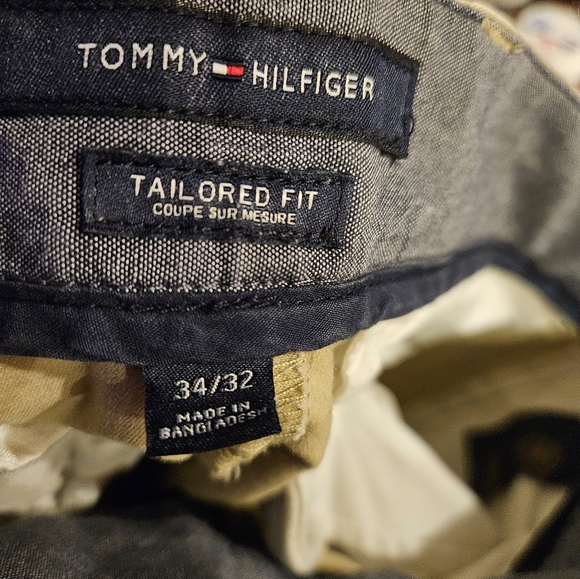 TOMMY HILFIGER
TAILORED FIT
COUPE SUR MESURE
34/32
MADE IN
BANGLADESH